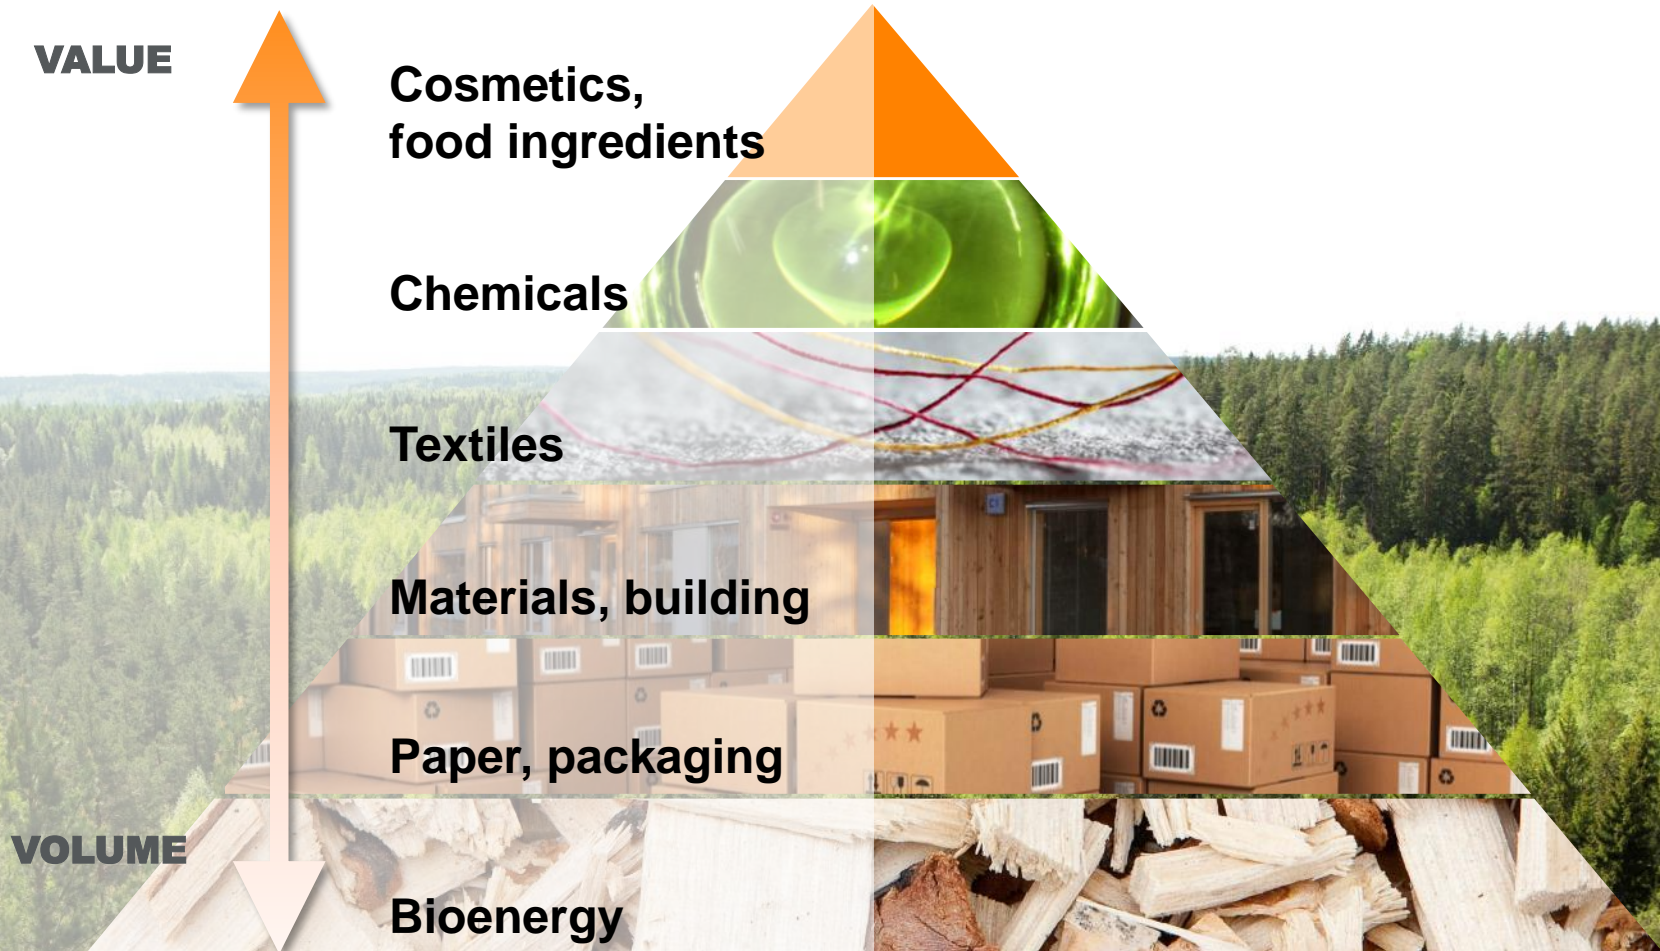 VALUE
Cosmetics,
food ingredients
Chemicals
Textiles
Materials, building
Paper, packaging
VOLUME
Bioenergy